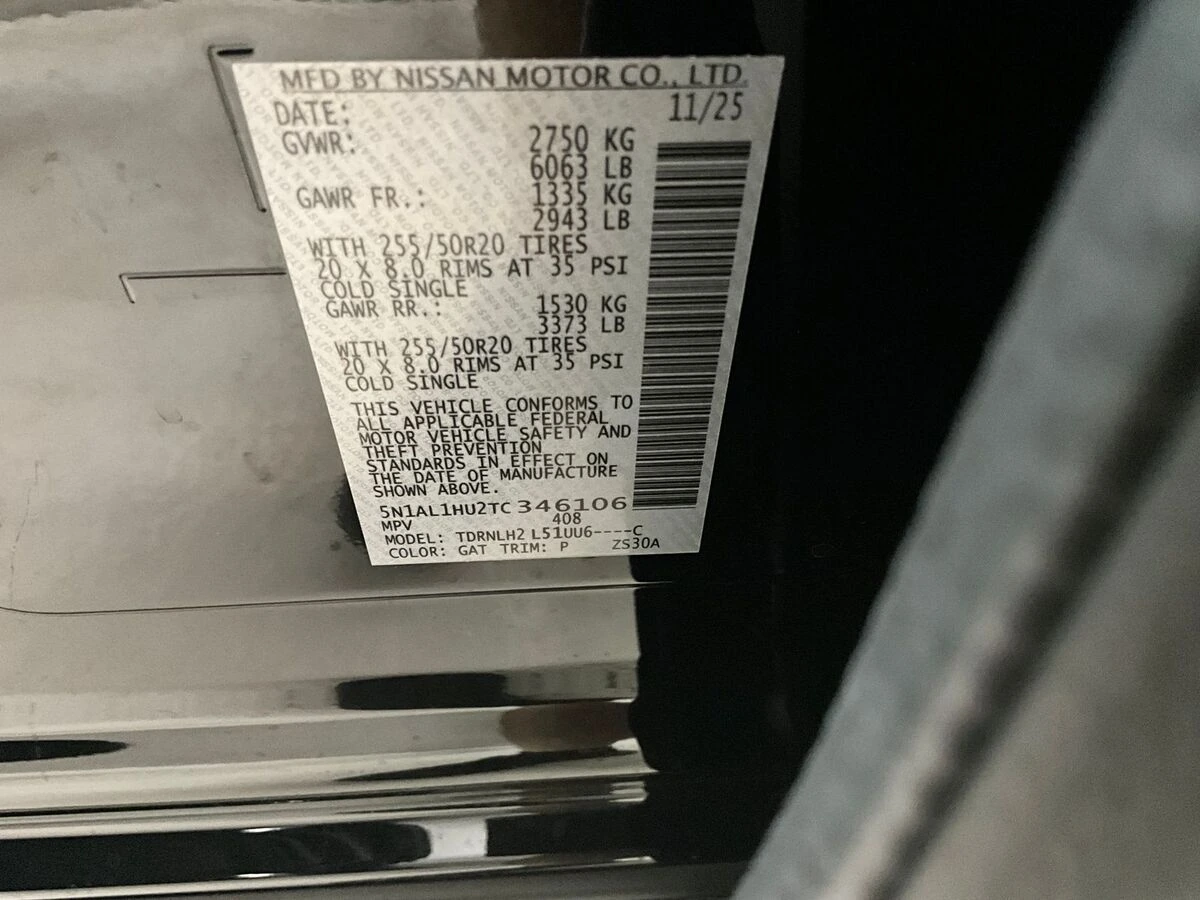 MFD BY NISSAN MOTOR CO., LTD.
DATE: 11/25
GVWR: 2750 KG
6063 LB
GAWR FR.: 1335 KG
2943 LB
WITH 255/50R20 TIRES
20 X 8.0 RIMS AT 35 PSI
COLD SINGLE
GAWR RR.: 1530 KG
3373 LB
WITH 255/50R20 TIRES
20 X 8.0 RIMS AT 35 PSI
COLD SINGLE
THIS VEHICLE CONFORMS TO
ALL APPLICABLE FEDERAL
MOTOR VEHICLE SAFETY AND
THEFT PREVENTION
STANDARDS IN EFFECT ON
THE DATE OF MANUFACTURE
SHOWN ABOVE.
5N1AL1HU2TC346106
MPV 408
MODEL: TDRNLH2 L51UU6----C
COLOR: GAT TRIM: P ZS30A